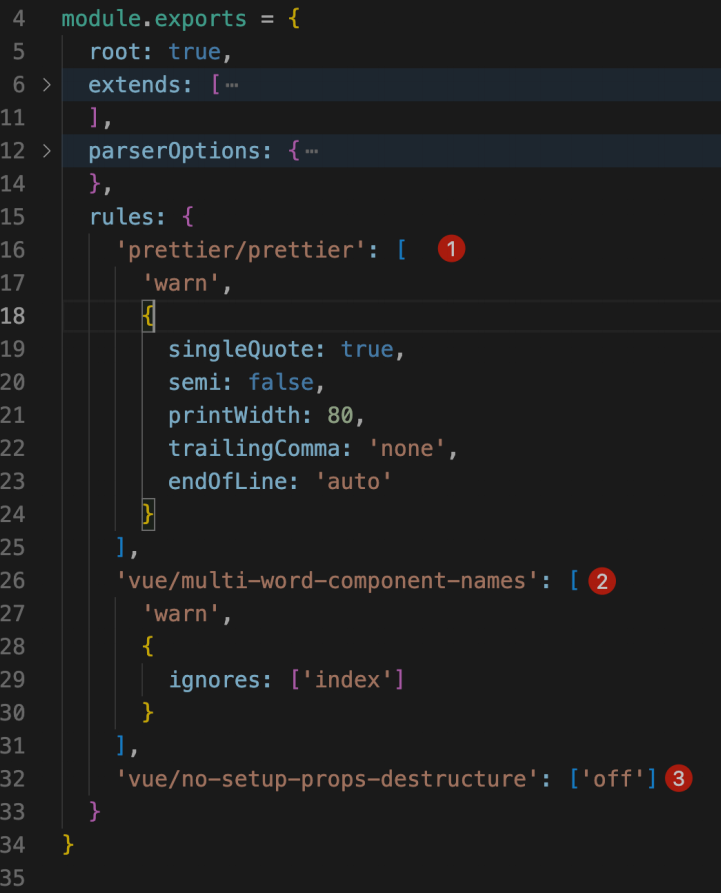 4 module.exports = {
5 root: true,
6 extends: [ …
11 ],
12 parserOptions: { …
14 },
15 rules: {
16 'prettier/prettier': [ 1
17 'warn',
18 {
19 singleQuote: true,
20 semi: false,
21 printWidth: 80,
22 trailingComma: 'none',
23 endOfLine: 'auto'
24 }
25 ],
26 'vue/multi-word-component-names': [ 2
27 'warn',
28 {
29 ignores: ['index']
30 }
31 ],
32 'vue/no-setup-props-destructure': ['off'] 3
33 }
34 }
35